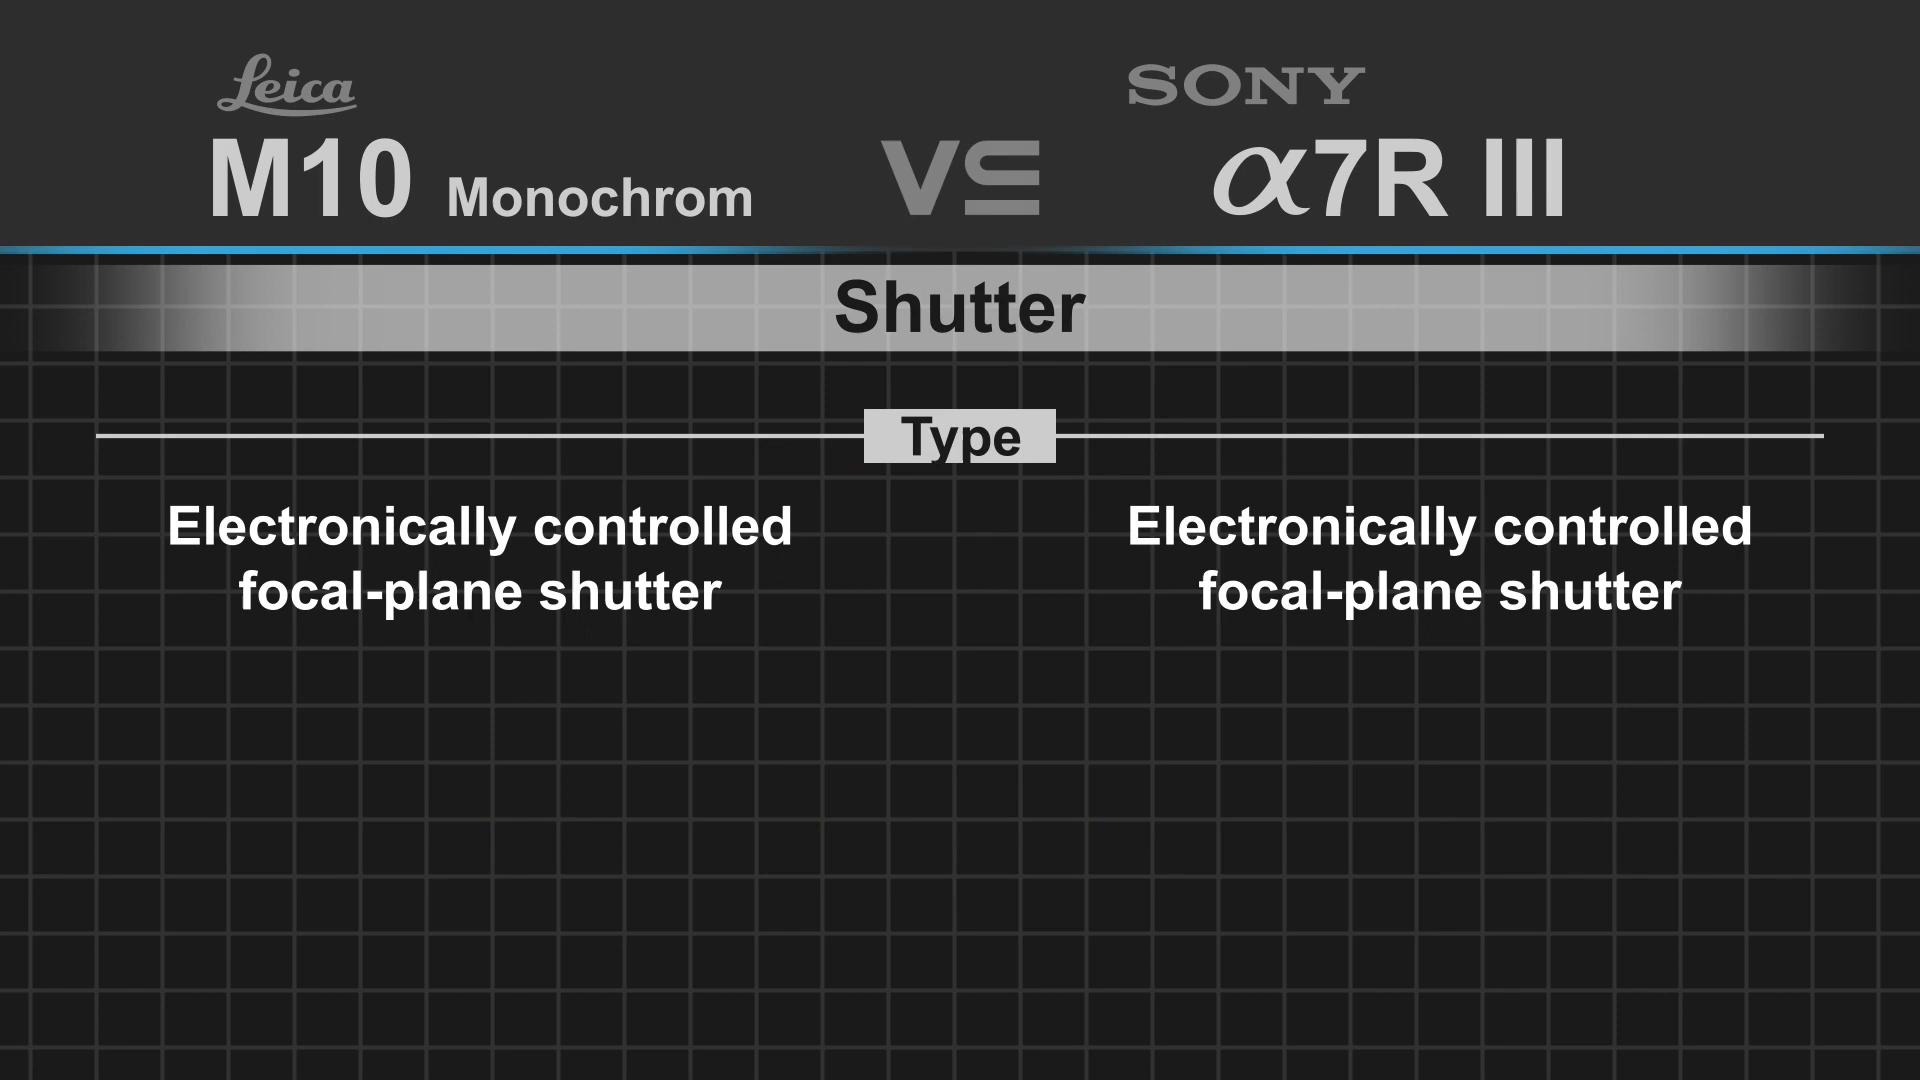 Leica
M10 Monochrom
VS
SONY
α7R III
Shutter
Type
Electronically controlled
focal-plane shutter
Electronically controlled
focal-plane shutter